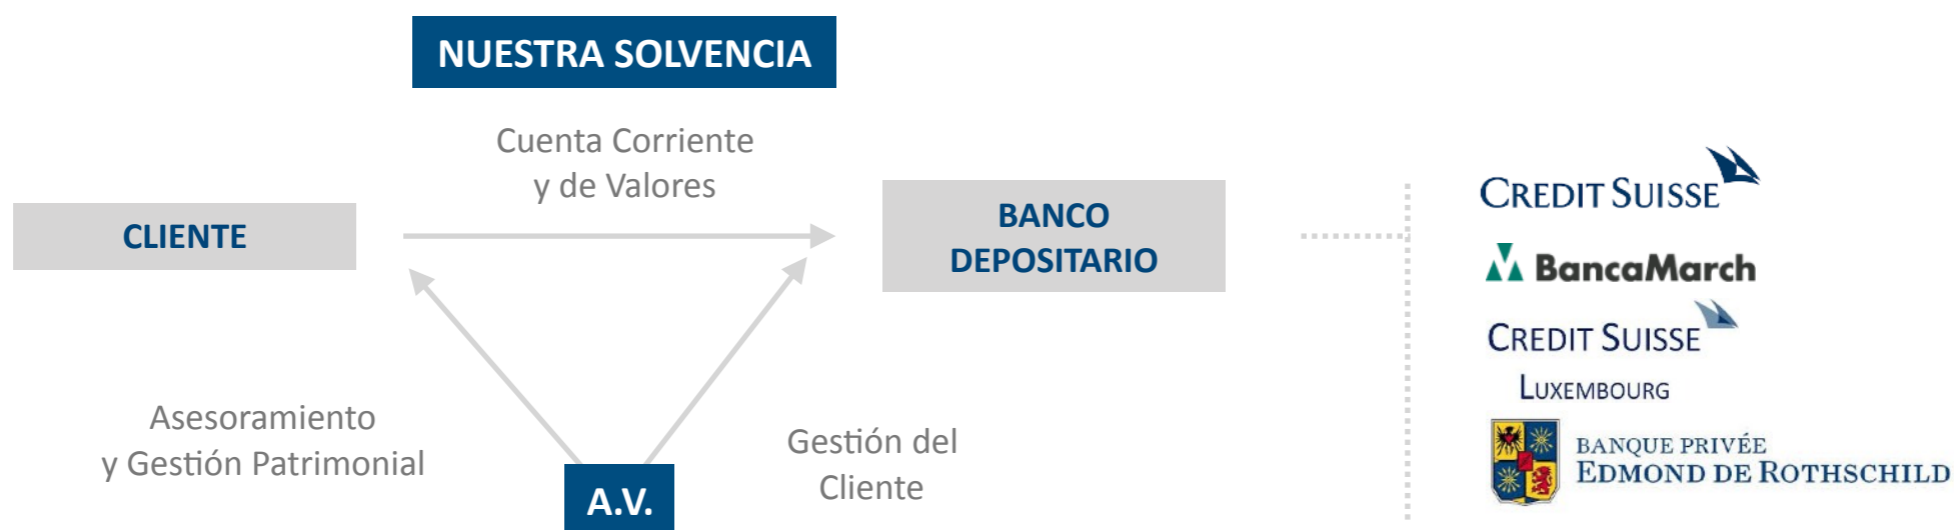 NUESTRA SOLVENCIA
Cuenta Corriente
y de Valores
CLIENTE
BANCO
DEPOSITARIO
Asesoramiento
y Gestión Patrimonial
A.V.
Gestión del
Cliente
CREDIT SUISSE
BancaMarch
CREDIT SUISSE
LUXEMBOURG
BANQUE PRIVÉE
EDMOND DE ROTHSCHILD